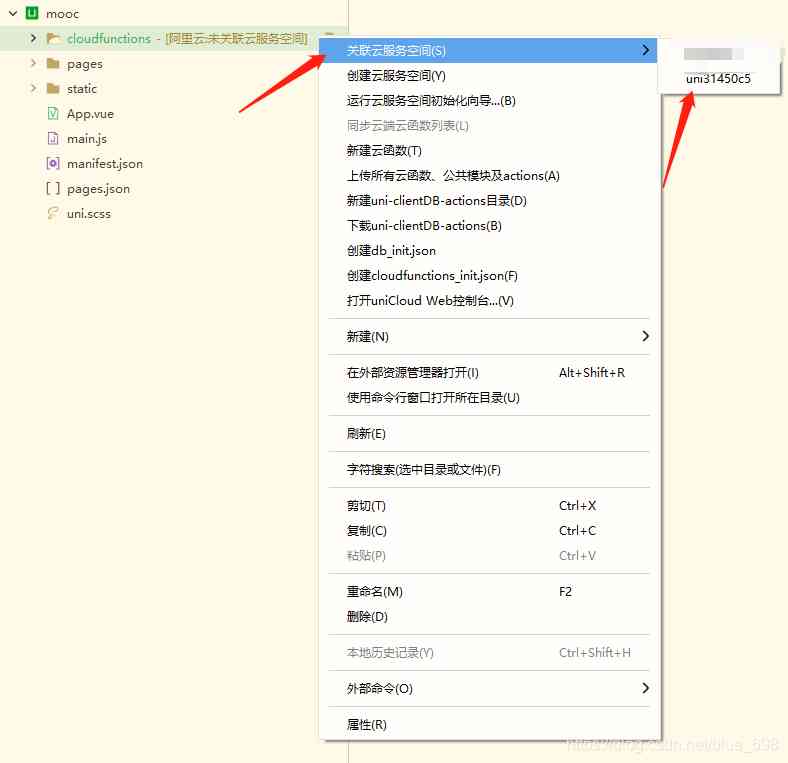 mooc
cloudfunctions - [阿里云:未关联云服务空间]
pages
static
App.vue
main.js
manifest.json
pages.json
uni.scss
关联云服务空间(S)
uni31450c5
创建云服务空间(Y)
运行云服务空间初始化向导...(B)
同步云端云函数列表(L)
新建云函数(T)
上传所有云函数、公共模块及actions(A)
新建uni-clientDB-actions目录(D)
下载uni-clientDB-actions(B)
创建db_init.json
创建cloudfunctions_init.json(F)
打开uniCloud Web控制台...(V)
新建(N)
在外部资源管理器打开(I) Alt+Shift+R
使用命令行窗口打开所在目录(U)
刷新(E)
字符搜索(选中目录或文件)(F)
剪切(T) Ctrl+X
复制(C) Ctrl+C
粘贴(P) Ctrl+V
重命名(M) F2
删除(D)
本地历史记录(Y) Ctrl+Shift+H
外部命令(O)
属性(R)
https://blog.csdn.net/blue_698